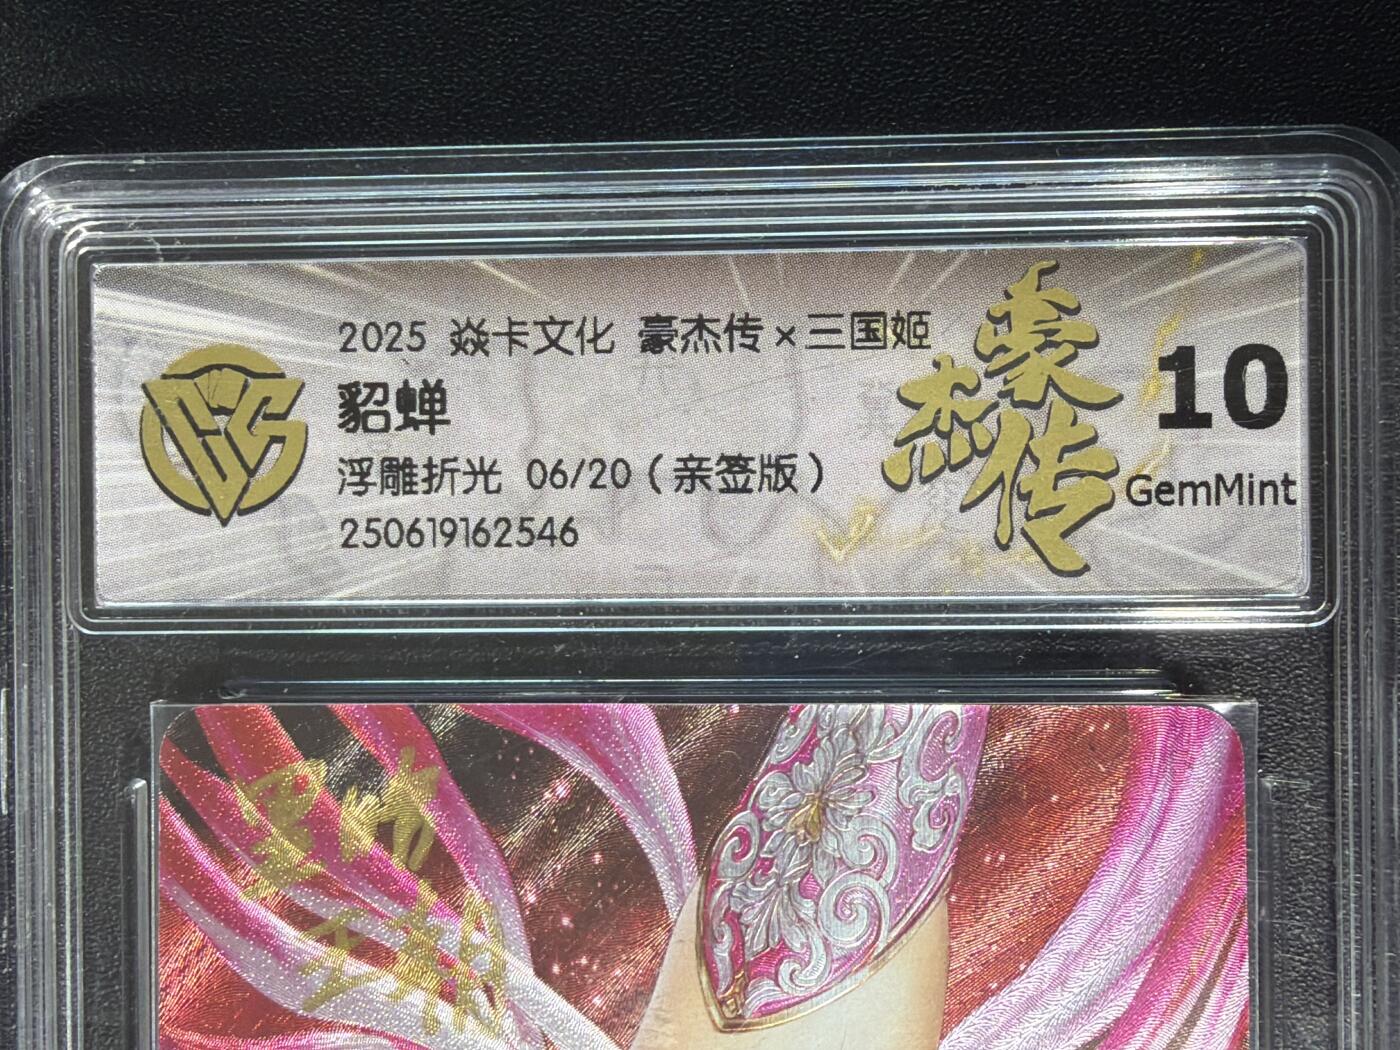 2025 焱卡文化 豪杰传×三国姬
貂蝉
浮雕折光 06/20（亲签版）
250619162546
豪杰传
10
GemMint